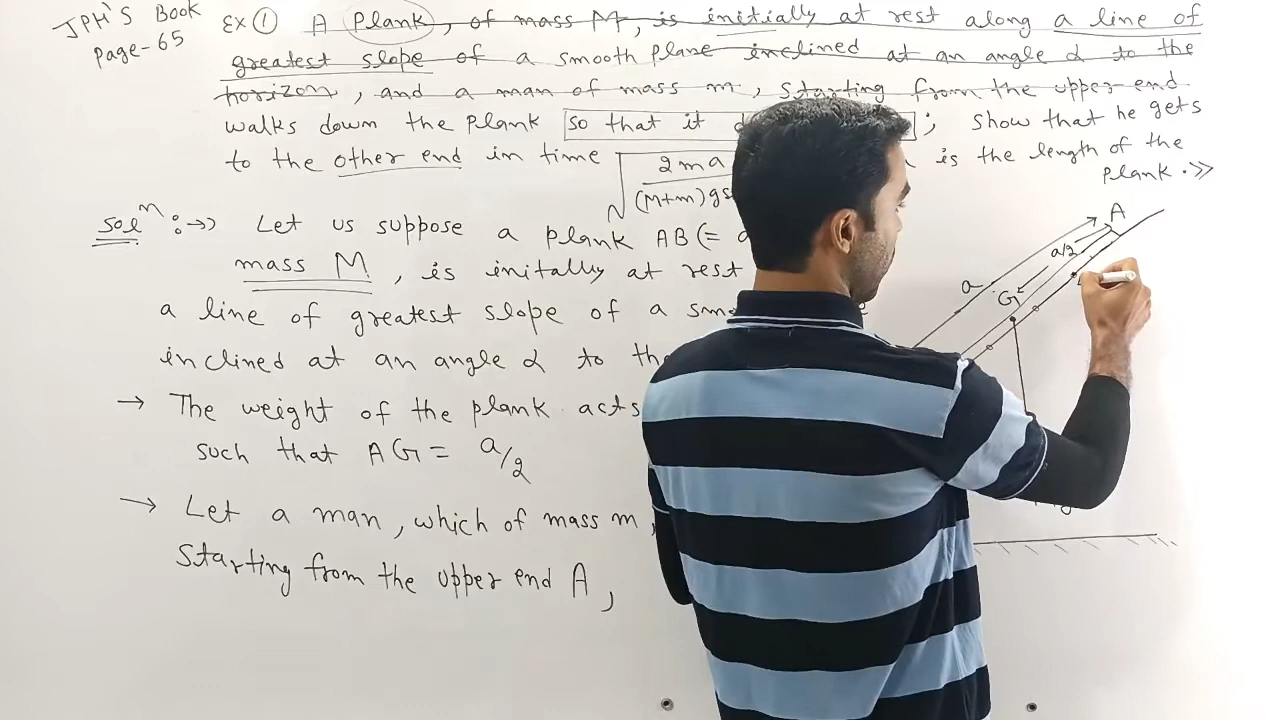 JPH'S Book
Page-65
Ex ① A Plank, of mass M, is initially at rest along a line of
greatest slope of a smooth plane inclined at an angle α to the
horizon, and a man of mass m, starting from the upper end
walks down the plank so that it d ; show that he gets
to the other end in time √2ma/(M+m)gs is the length of the
plank.>>
solⁿ :→> Let us suppose a plank AB(= a
mass M, is initally at rest
a line of greatest slope of a smo
inclined at an angle α to the
→ The weight of the plank acts
such that AG = a/2
→ Let a man, which of mass m,
Starting from the upper end A,
A
a/2
a
G